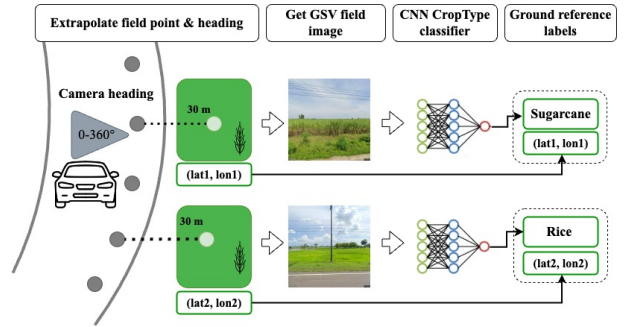 Extrapolate field point & heading
Get GSV field
image
CNN CropType
classifier
Ground reference
labels
Camera heading
0-360°
30 m
(lat1, lon1)
Sugarcane
(lat1, lon1)
30 m
(lat2, lon2)
Rice
(lat2, lon2)